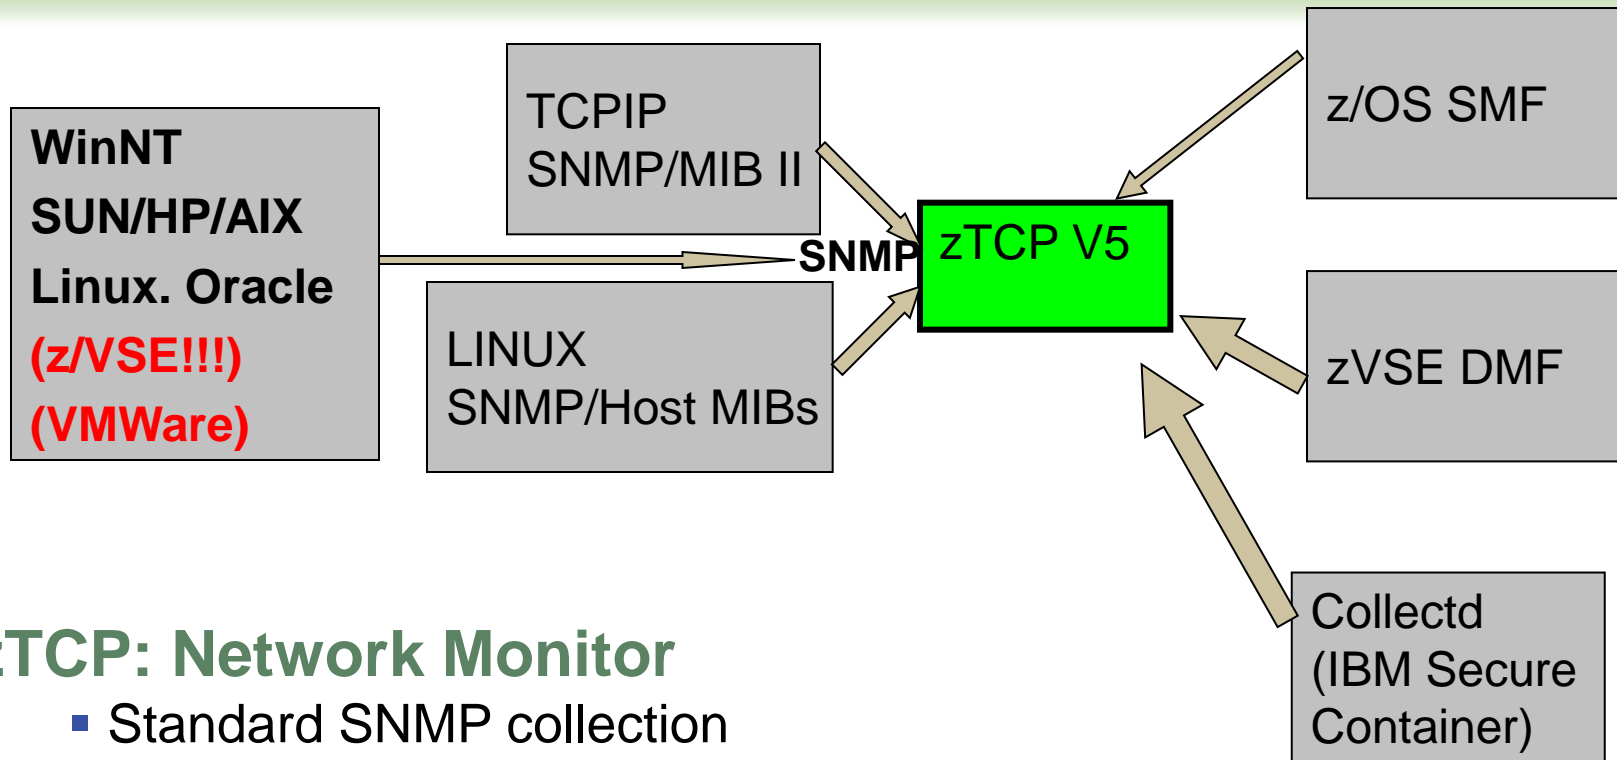 WinNT
SUN/HP/AIX
Linux. Oracle
(z/VSE!!!)
(VMWare)
TCPIP
SNMP/MIB II
SNMP
LINUX
SNMP/Host MIBs
zTCP V5
z/OS SMF
zVSE DMF
Collectd
(IBM Secure
Container)
zTCP: Network Monitor
▪ Standard SNMP collection